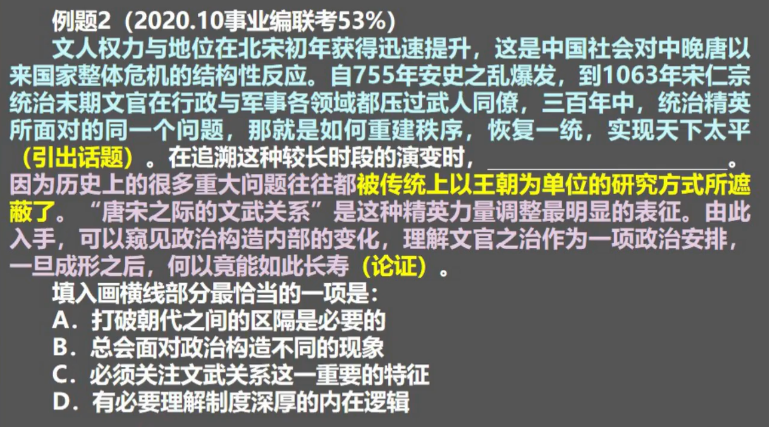 例题2（2020.10事业编联考53%）
文人权力与地位在北宋初年获得迅速提升，这是中国社会对中晚唐以
来国家整体危机的结构性反应。自755年安史之乱爆发，到1063年宋仁宗
统治末期文官在行政与军事各领域都压过武人同僚，三百年中，统治精英
所面对的同一个问题，那就是如何重建秩序，恢复一统，实现天下太平
（引出话题）。在追溯这种较长时段的演变时，____________________。
因为历史上的很多重大问题往往都被传统上以王朝为单位的研究方式所遮
蔽了。“唐宋之际的文武关系”是这种精英力量调整最明显的表征。由此
入手，可以窥见政治构造内部的变化，理解文官之治作为一项政治安排，
一旦成形之后，何以竟能如此长寿（论证）。
填入画横线部分最恰当的一项是：
A．打破朝代之间的区隔是必要的
B．总会面对政治构造不同的现象
C．必须关注文武关系这一重要的特征
D．有必要理解制度深厚的内在逻辑